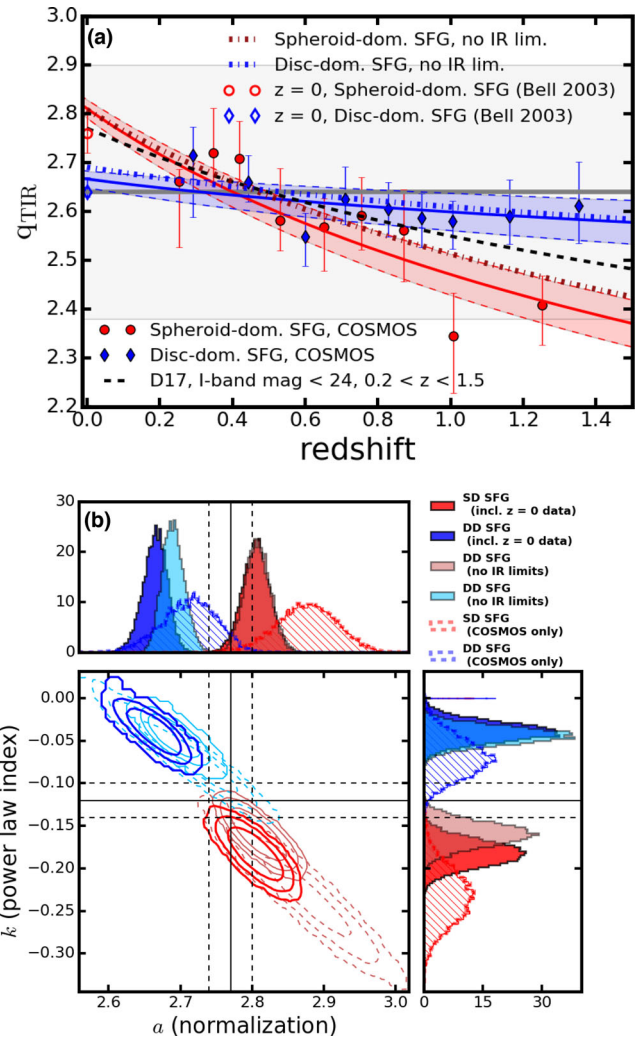 (a)
Spheroid-dom. SFG, no IR lim.
Disc-dom. SFG, no IR lim.
z = 0, Spheroid-dom. SFG (Bell 2003)
z = 0, Disc-dom. SFG (Bell 2003)
2.9
2.8
2.7
2.6
2.5
2.4
2.3
2.2
qTIR
Spheroid-dom. SFG, COSMOS
Disc-dom. SFG, COSMOS
D17, I-band mag < 24, 0.2 < z < 1.5
0.0 0.2 0.4 0.6 0.8 1.0 1.2 1.4
redshift
(b)
30
20
10
0
SD SFG
(incl. z = 0 data)
DD SFG
(incl. z = 0 data)
DD SFG
(no IR limits)
DD SFG
(no IR limits)
SD SFG
(COSMOS only)
DD SFG
(COSMOS only)
0.00
−0.05
−0.10
−0.15
−0.20
−0.25
−0.30
k (power law index)
2.6 2.7 2.8 2.9 3.0
a (normalization)
0 15 30